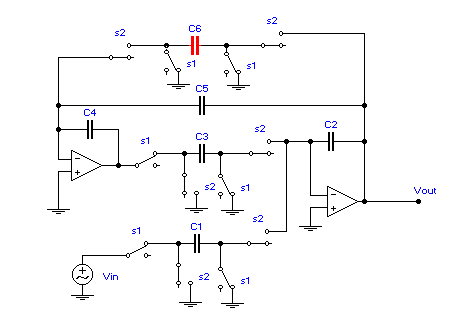 s2 C6 s2
s1 s1
C5
C4
s1 C3 s2 C2
s2 s1
Vout
s1 C1 s2
Vin s2 s1